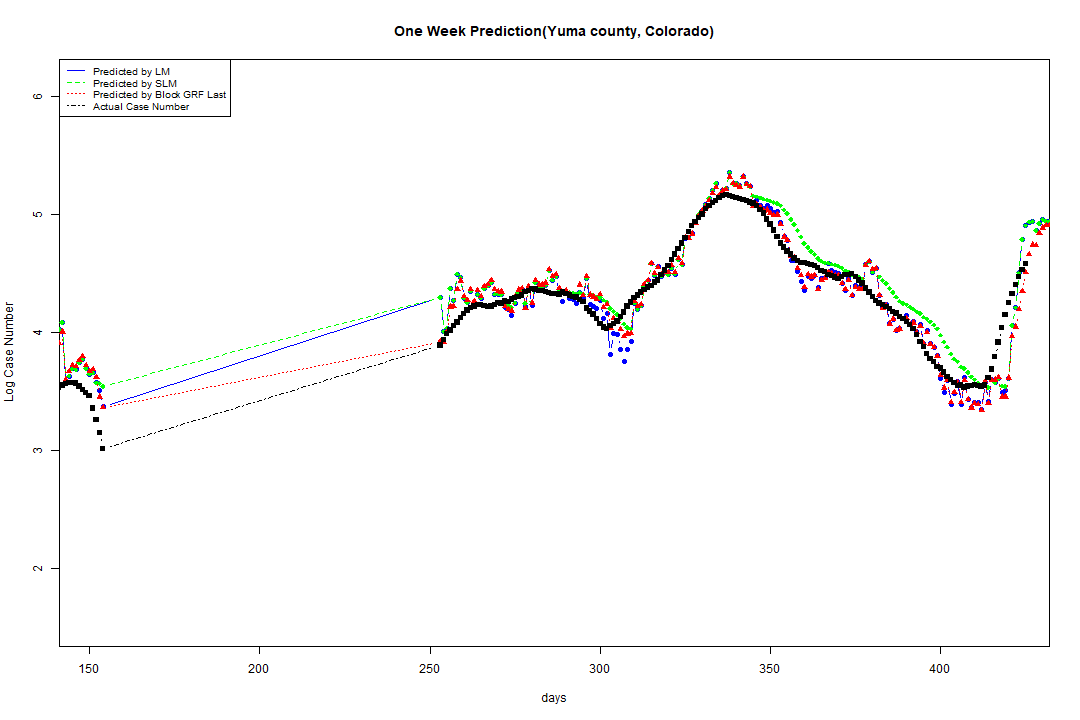 One Week Prediction(Yuma county, Colorado)
Predicted by LM
Predicted by SLM
Predicted by Block GRF Last
Actual Case Number
6
5
4
3
2
Log Case Number
150 200 250 300 350 400
days